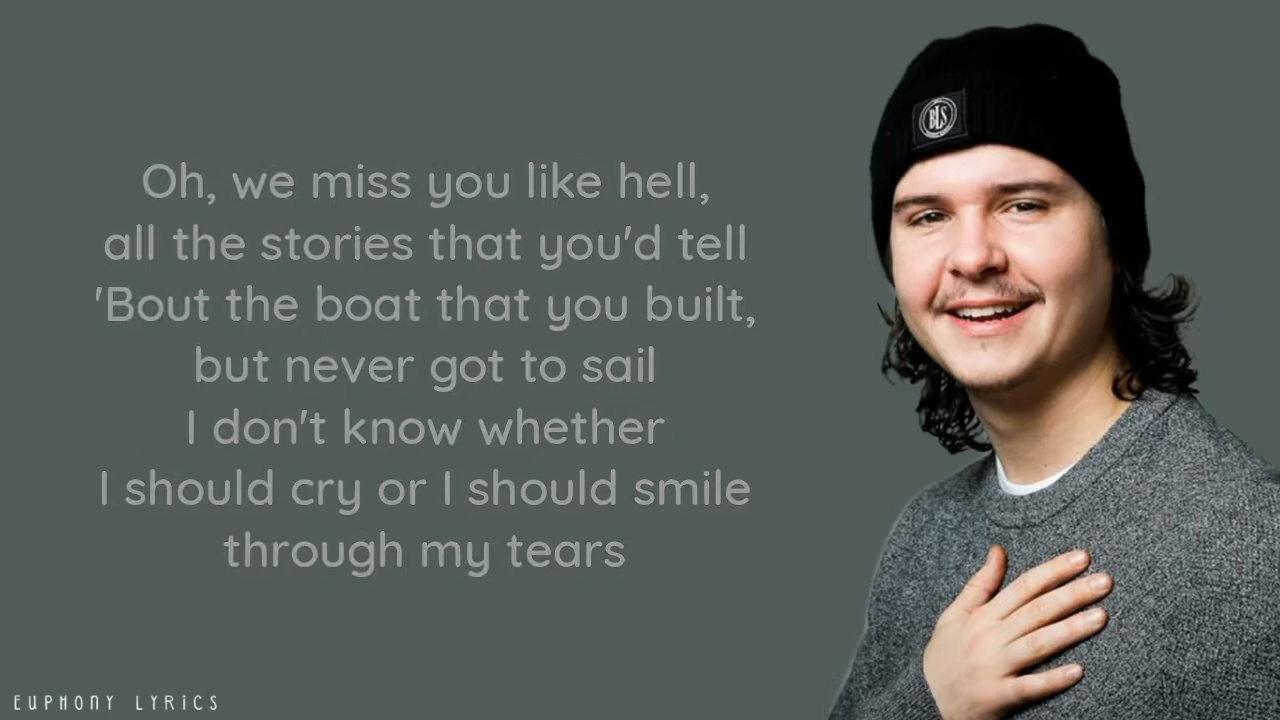 BLS
Oh, we miss you like hell,
all the stories that you'd tell
'Bout the boat that you built,
but never got to sail
I don't know whether
I should cry or I should smile
through my tears
EUPHONY LYRICS